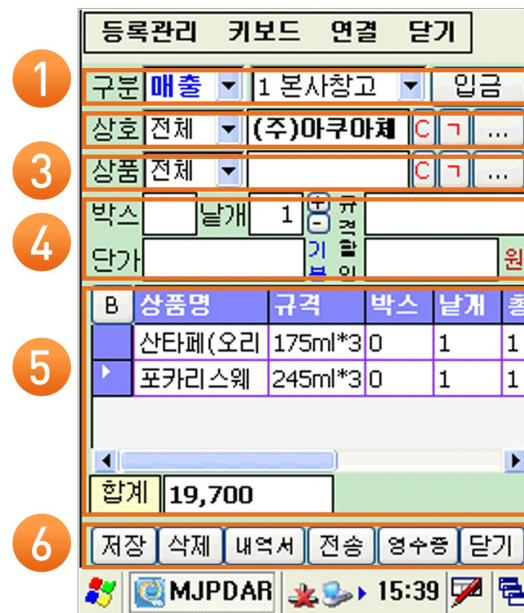 등록관리 키보드 연결 닫기
1 구분 매출 1 본사창고 입금
상호 전체 (주)아쿠아체 C ㄱ ...
3 상품 전체 C ㄱ ...
4 박스 낱개 1 + - 규격
단가 기본 할인 원
5 B 상품명 규격 박스 낱개 총
산타페(오리 175ml*3 0 1 1
포카리스웨 245ml*3 0 1 1
합계 19,700
6 저장 삭제 내역서 전송 영수증 닫기
MJPDAR 15:39